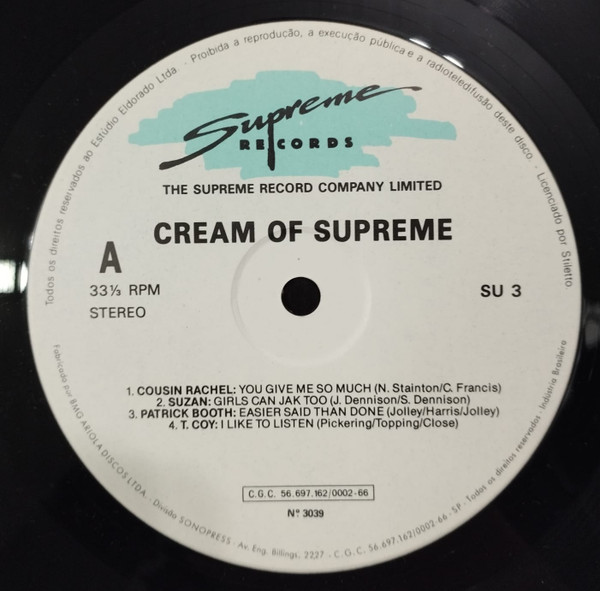 Todos os direitos reservados ao Estúdio Eldorado Ltda. · Proibida a reprodução, a execução pública e a radioteledifusão deste disco. · Licenciado por Stiletto.
Supreme
RECORDS
THE SUPREME RECORD COMPANY LIMITED
CREAM OF SUPREME
A
33⅓ RPM
STEREO
SU 3
1. COUSIN RACHEL: YOU GIVE ME SO MUCH (N. Stainton/C. Francis)
2. SUZAN: GIRLS CAN JAK TOO (J. Dennison/S. Dennison)
3. PATRICK BOOTH: EASIER SAID THAN DONE (Jolley/Harris/Jolley)
4. T. COY: I LIKE TO LISTEN (Pickering/Topping/Close)
C.G.C. 56.697.162/0002-66
Nº 3039
Fabricado por BMG ARIOLA DISCOS LTDA. · Divisão SONOPRESS · Av. Eng. Billings, 2227 - C.G.C. 56.697.162/0002-66 - SP · Todos os direitos reservados · Indústria Brasileira